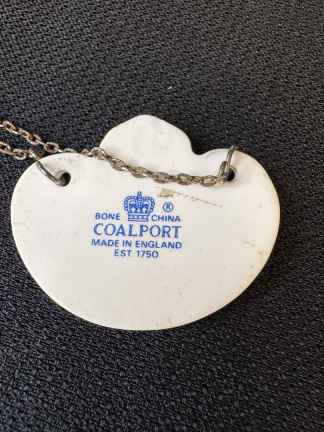 ®
BONE CHINA
COALPORT
MADE IN ENGLAND
EST. 1750